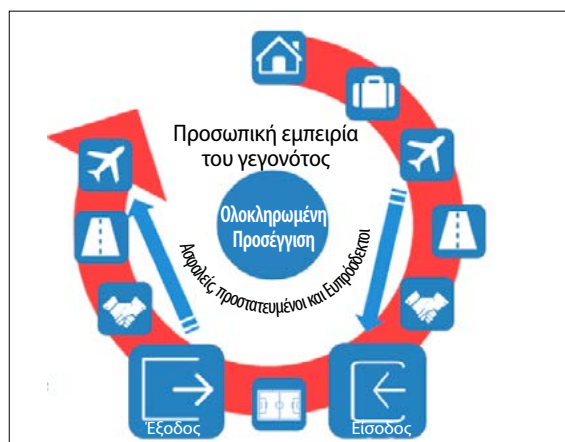 Προσωπική εμπειρία
του γεγονότος
Ολοκληρωμένη
Προσέγγιση
Ασφαλείς, προστατευμένοι και Ευπρόσδεκτοι
Έξοδος
Είσοδος